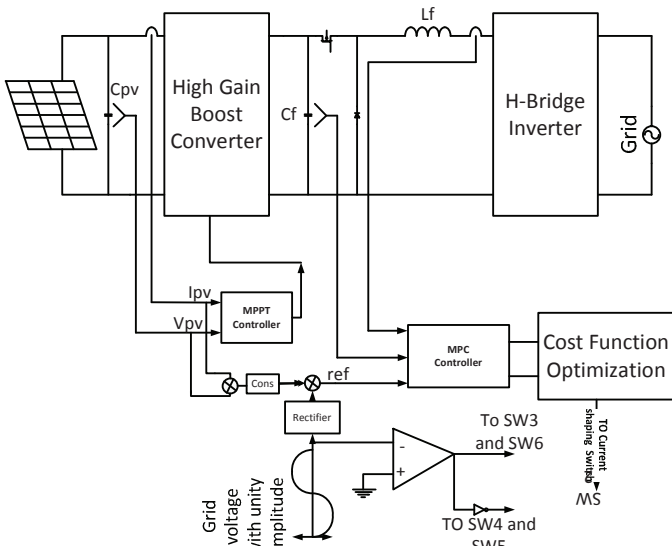 Lf
Cpv
High Gain
Boost
Converter
Cf
H-Bridge
Inverter
Grid
Ipv
MPPT
Controller
Vpv
MPC
Controller
Cost Function
Optimization
Cons
ref
Rectifier
-
+
To SW3
and SW6
TO Current
shaping Switch
SW
Grid
voltage
with unity
amplitude
TO SW4 and
SW5